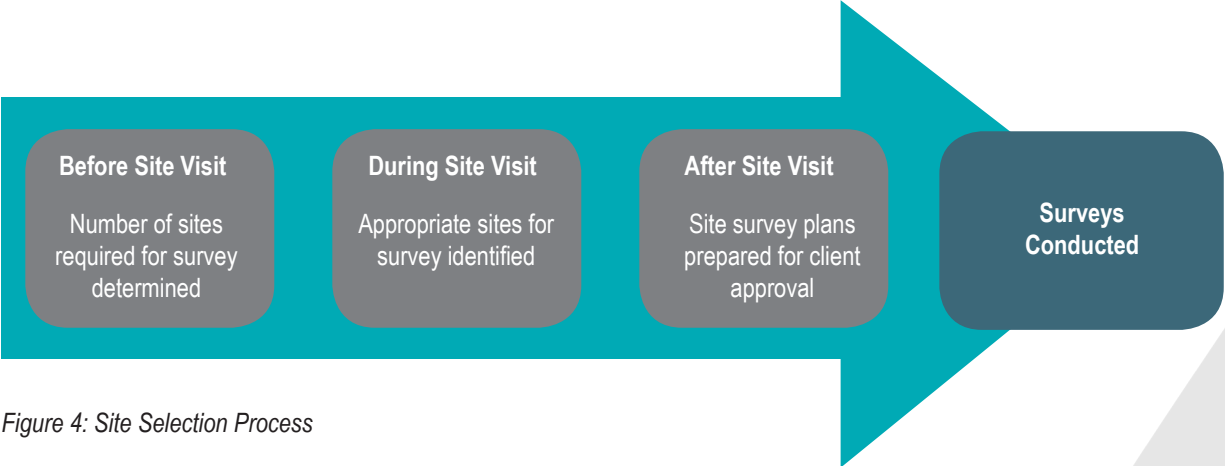 Before Site Visit
Number of sites
required for survey
determined
During Site Visit
Appropriate sites for
survey identified
After Site Visit
Site survey plans
prepared for client
approval
Surveys
Conducted
Figure 4: Site Selection Process